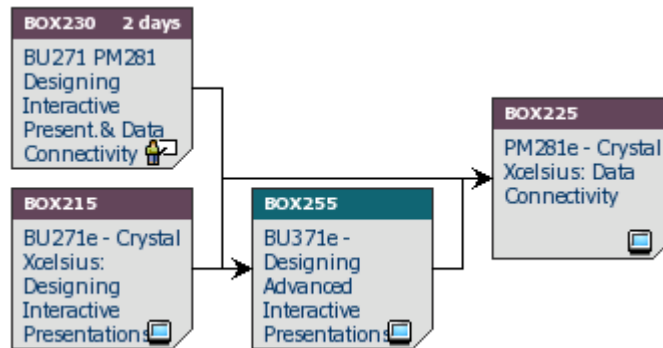 BOX230 2 days
BU271 PM281
Designing
Interactive
Present.& Data
Connectivity
BOX215
BU271e - Crystal
Xcelsius:
Designing
Interactive
Presentations
BOX255
BU371e -
Designing
Advanced
Interactive
Presentations
BOX225
PM281e - Crystal
Xcelsius: Data
Connectivity